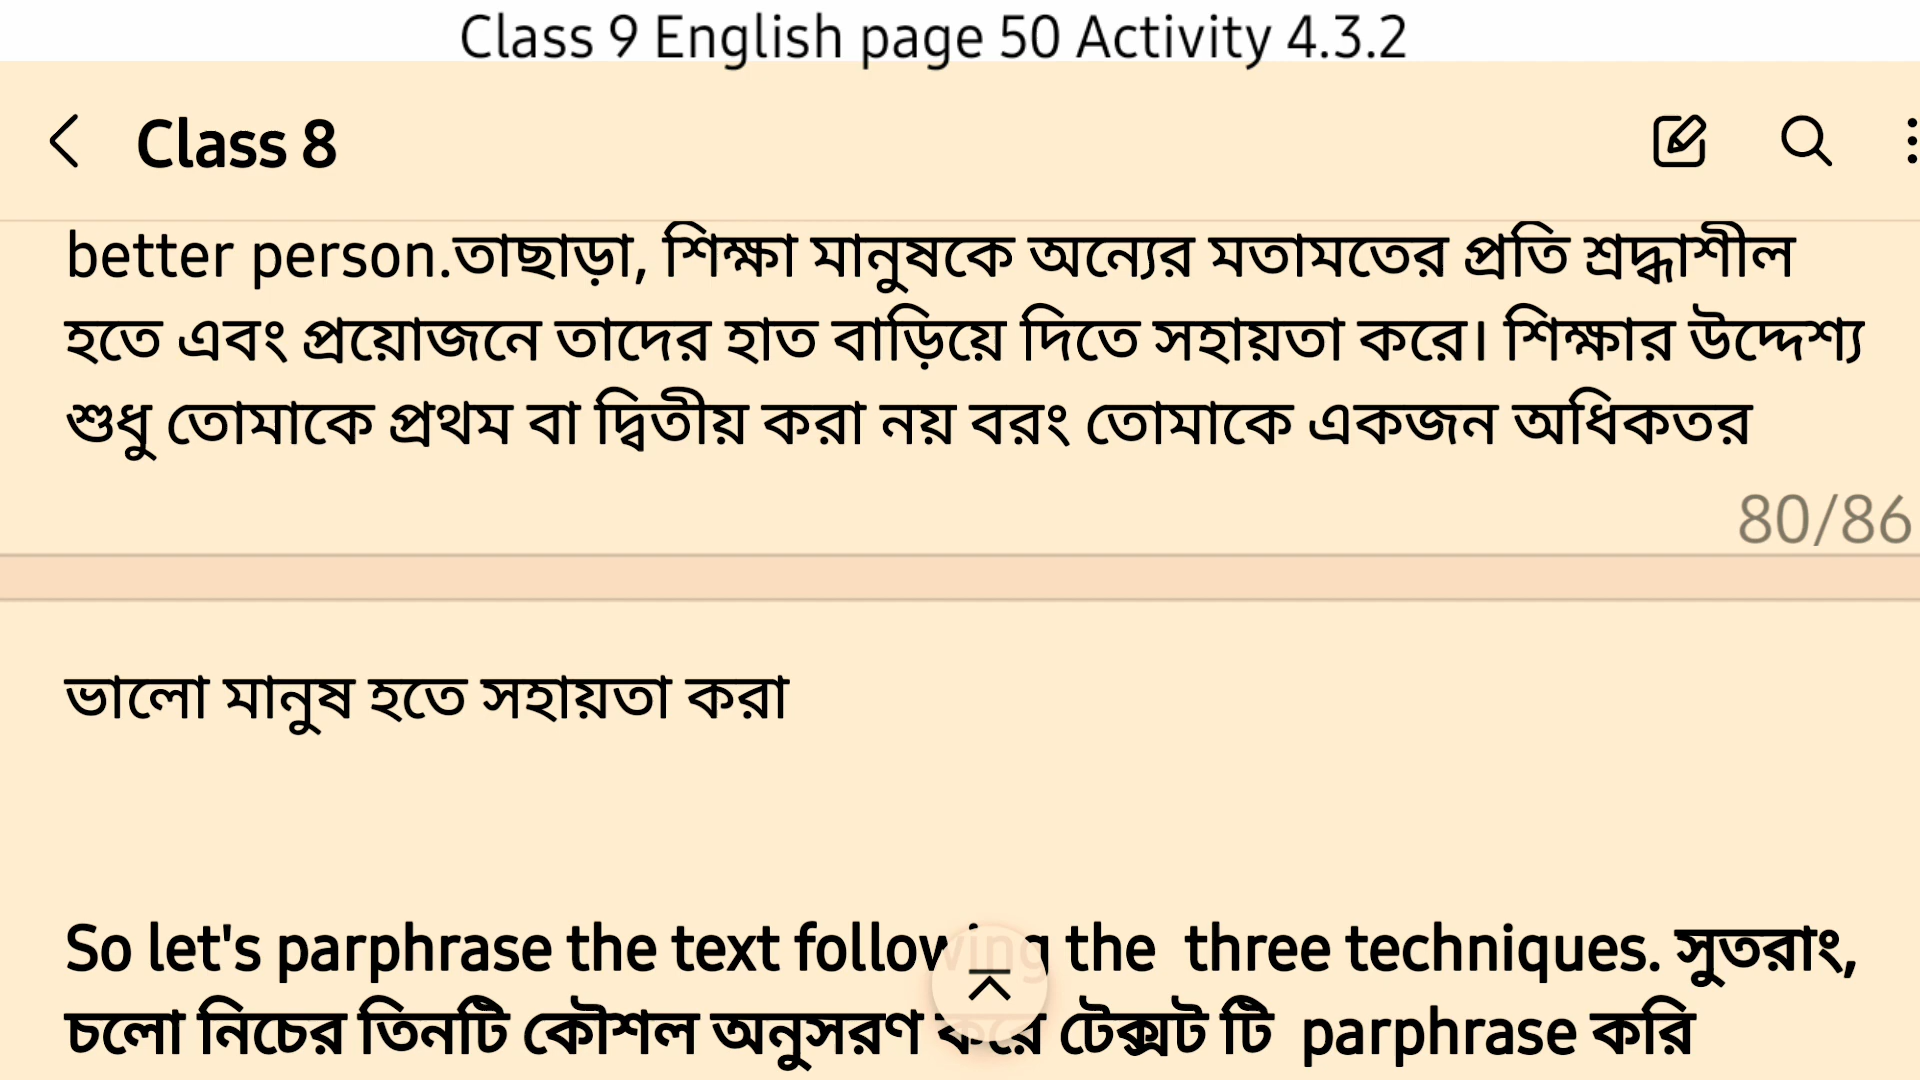 Class 9 English page 50 Activity 4.3.2
Class 8
better person.তাছাড়া, শিক্ষা মানুষকে অন্যের মতামতের প্রতি শ্রদ্ধাশীল
হতে এবং প্রয়োজনে তাদের হাত বাড়িয়ে দিতে সহায়তা করে। শিক্ষার উদ্দেশ্য
শুধু তোমাকে প্রথম বা দ্বিতীয় করা নয় বরং তোমাকে একজন অধিকতর
80/86
ভালো মানুষ হতে সহায়তা করা
So let's parphrase the text following the three techniques. সুতরাং,
চলো নিচের তিনটি কৌশল অনুসরণ করে টেক্সট টি parphrase করি